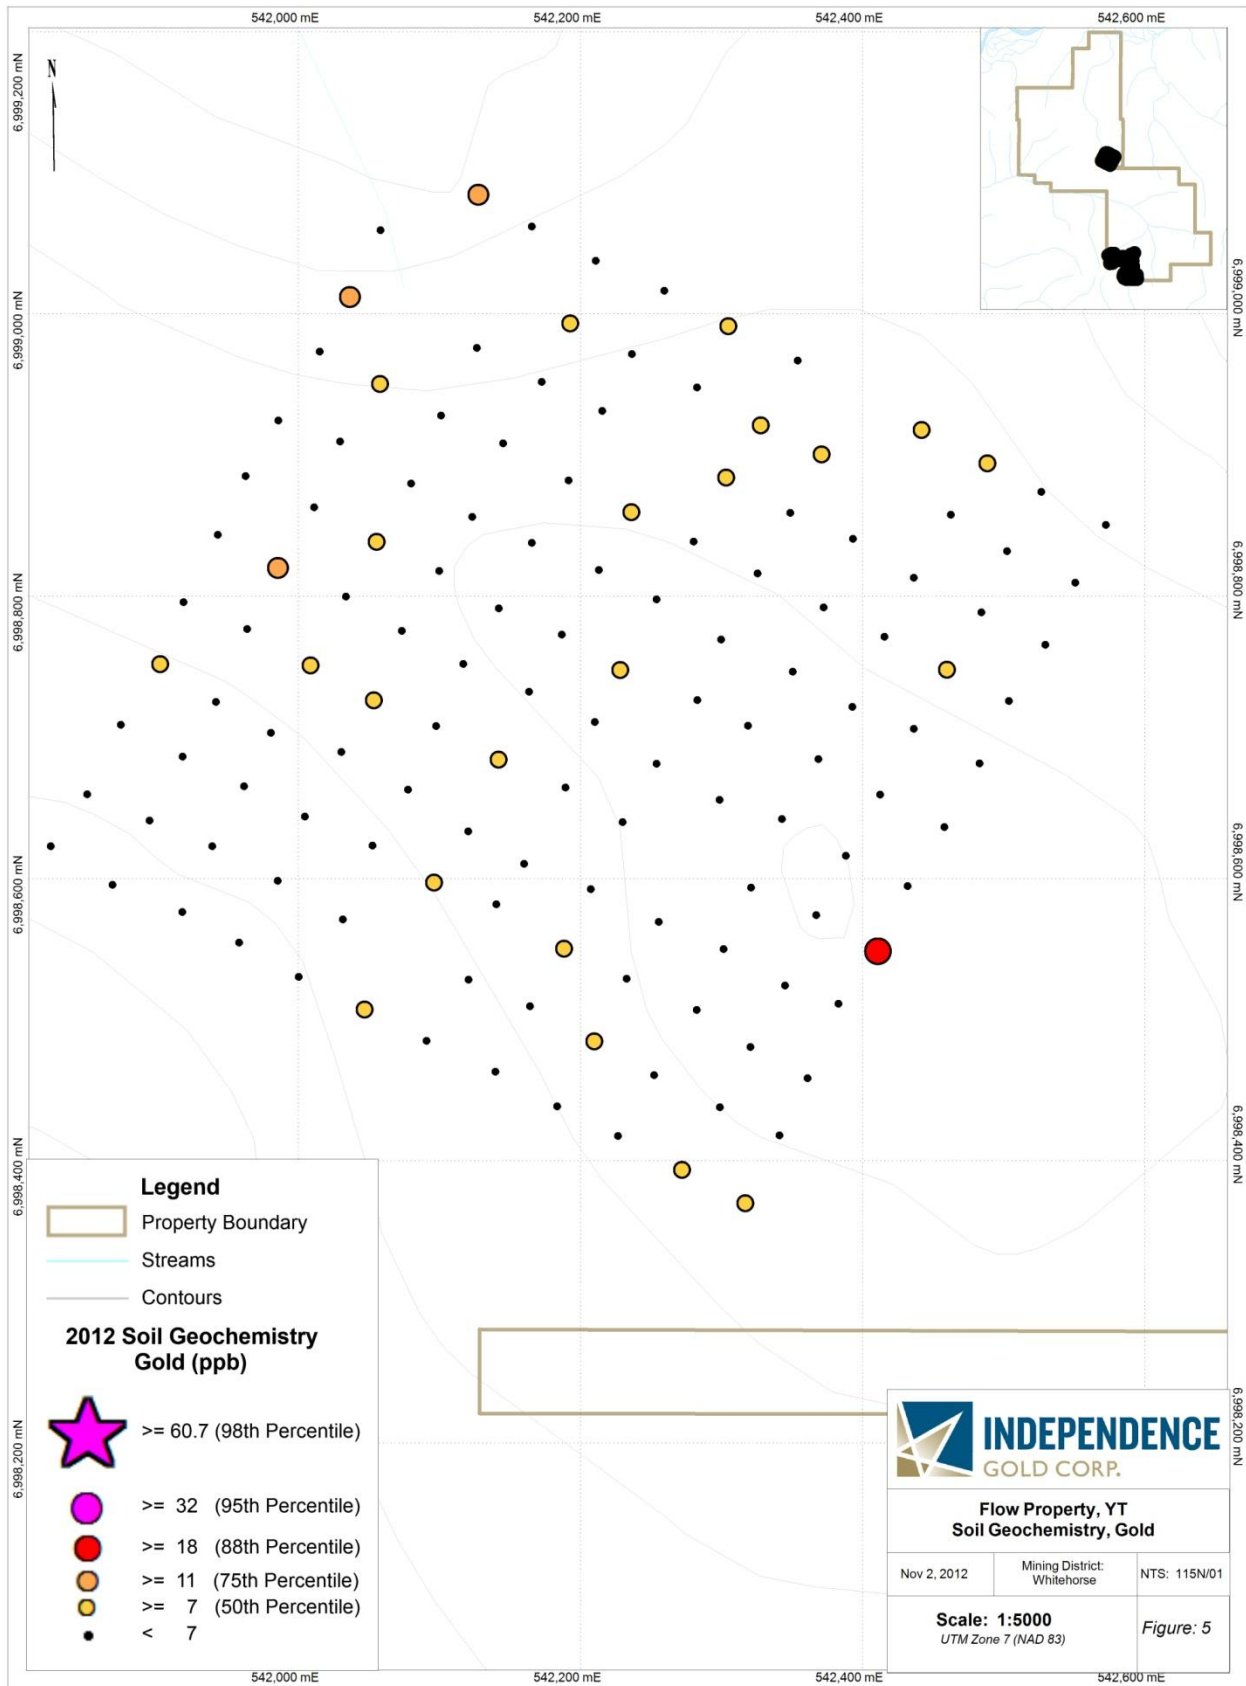 542,000 mE
542,200 mE
542,400 mE
542,600 mE
6,999,200 mN
N
6,999,000 mN
6,999,000 mN
6,998,800 mN
6,998,800 mN
6,998,600 mN
6,998,600 mN
6,998,400 mN
6,998,400 mN
Legend
Property Boundary
Streams
Contours
2012 Soil Geochemistry
Gold (ppb)
>= 60.7 (98th Percentile)
>= 32 (95th Percentile)
>= 18 (88th Percentile)
>= 11 (75th Percentile)
>= 7 (50th Percentile)
< 7
6,998,200 mN
6,998,200 mN
INDEPENDENCE
GOLD CORP.
Flow Property, YT
Soil Geochemistry, Gold
Nov 2, 2012
Mining District:
Whitehorse
NTS: 115N/01
Scale: 1:5000
UTM Zone 7 (NAD 83)
Figure: 5
542,000 mE
542,200 mE
542,400 mE
542,600 mE